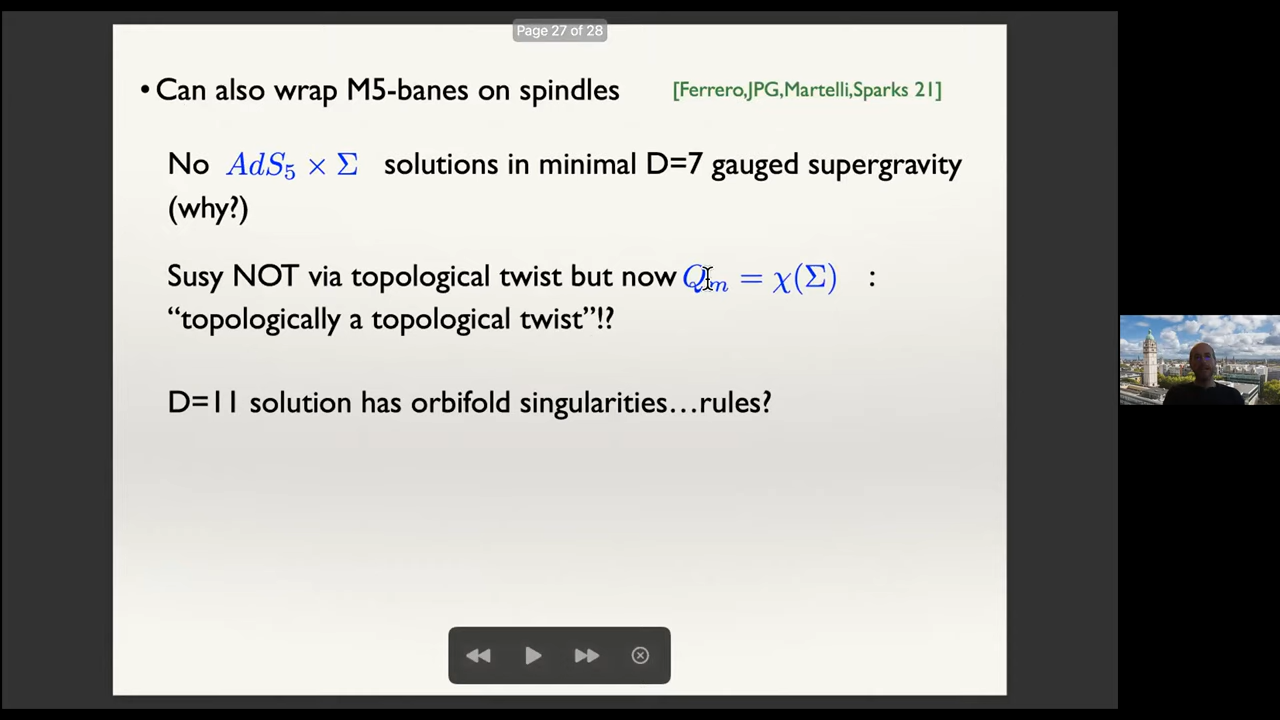 Page 27 of 28
• Can also wrap M5-banes on spindles [Ferrero,JPG,Martelli,Sparks 21]
No AdS₅ × Σ solutions in minimal D=7 gauged supergravity
(why?)
Susy NOT via topological twist but now Qₘ = χ(Σ) :
“topologically a topological twist”!?
D=11 solution has orbifold singularities…rules?